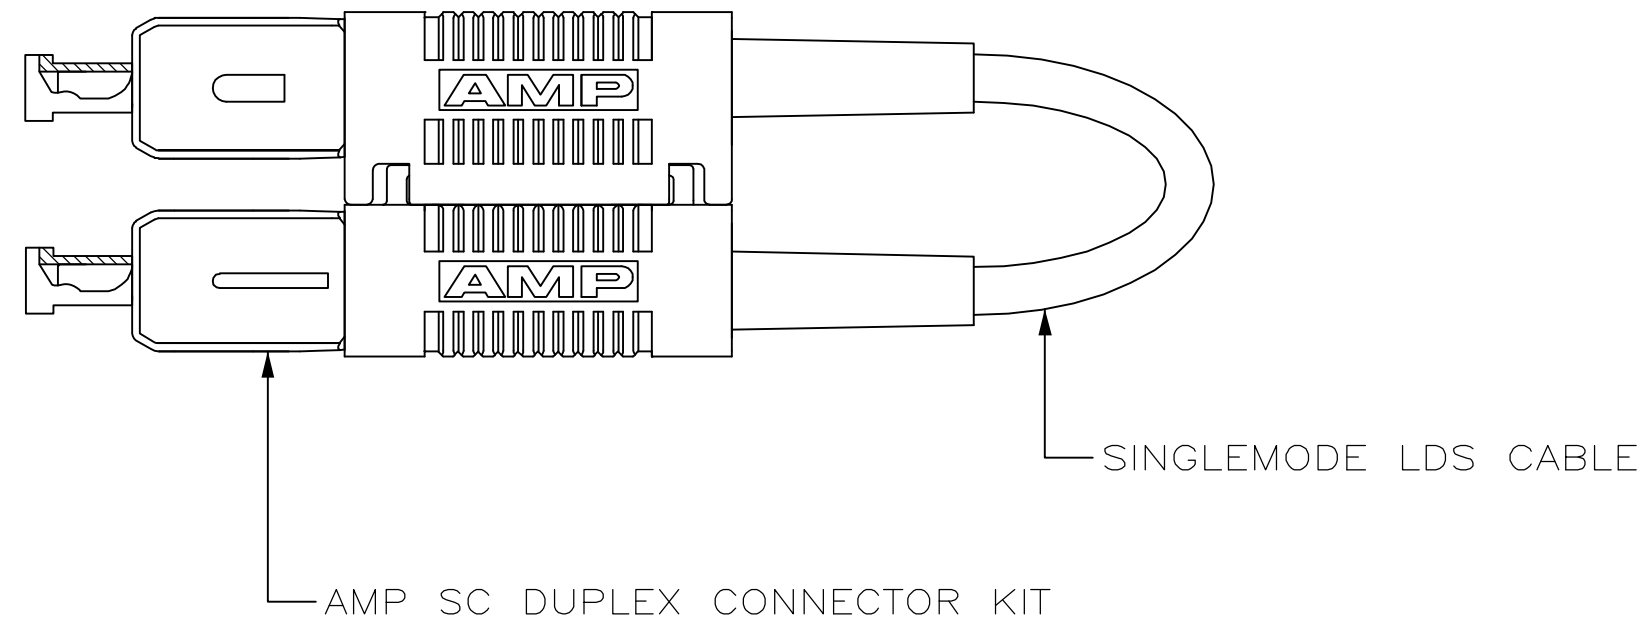 AMP
AMP
SINGLEMODE LDS CABLE
AMP SC DUPLEX CONNECTOR KIT